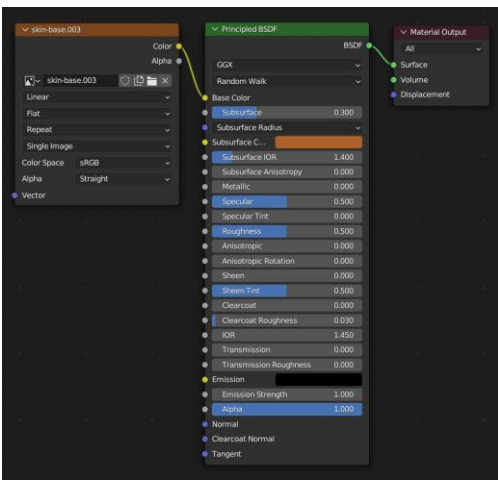 skin-base.003
Color
Alpha
skin-base.003
Linear
Flat
Repeat
Single Image
Color Space sRGB
Alpha Straight
Vector
Principled BSDF
BSDF
GGX
Random Walk
Base Color
Subsurface 0.300
Subsurface Radius
Subsurface C...
Subsurface IOR 1.400
Subsurface Anisotropy 0.000
Metallic 0.000
Specular 0.500
Specular Tint 0.000
Roughness 0.500
Anisotropic 0.000
Anisotropic Rotation 0.000
Sheen 0.000
Sheen Tint 0.500
Clearcoat 0.000
Clearcoat Roughness 0.030
IOR 1.450
Transmission 0.000
Transmission Roughness 0.000
Emission
Emission Strength 1.000
Alpha 1.000
Normal
Clearcoat Normal
Tangent
Material Output
All
Surface
Volume
Displacement